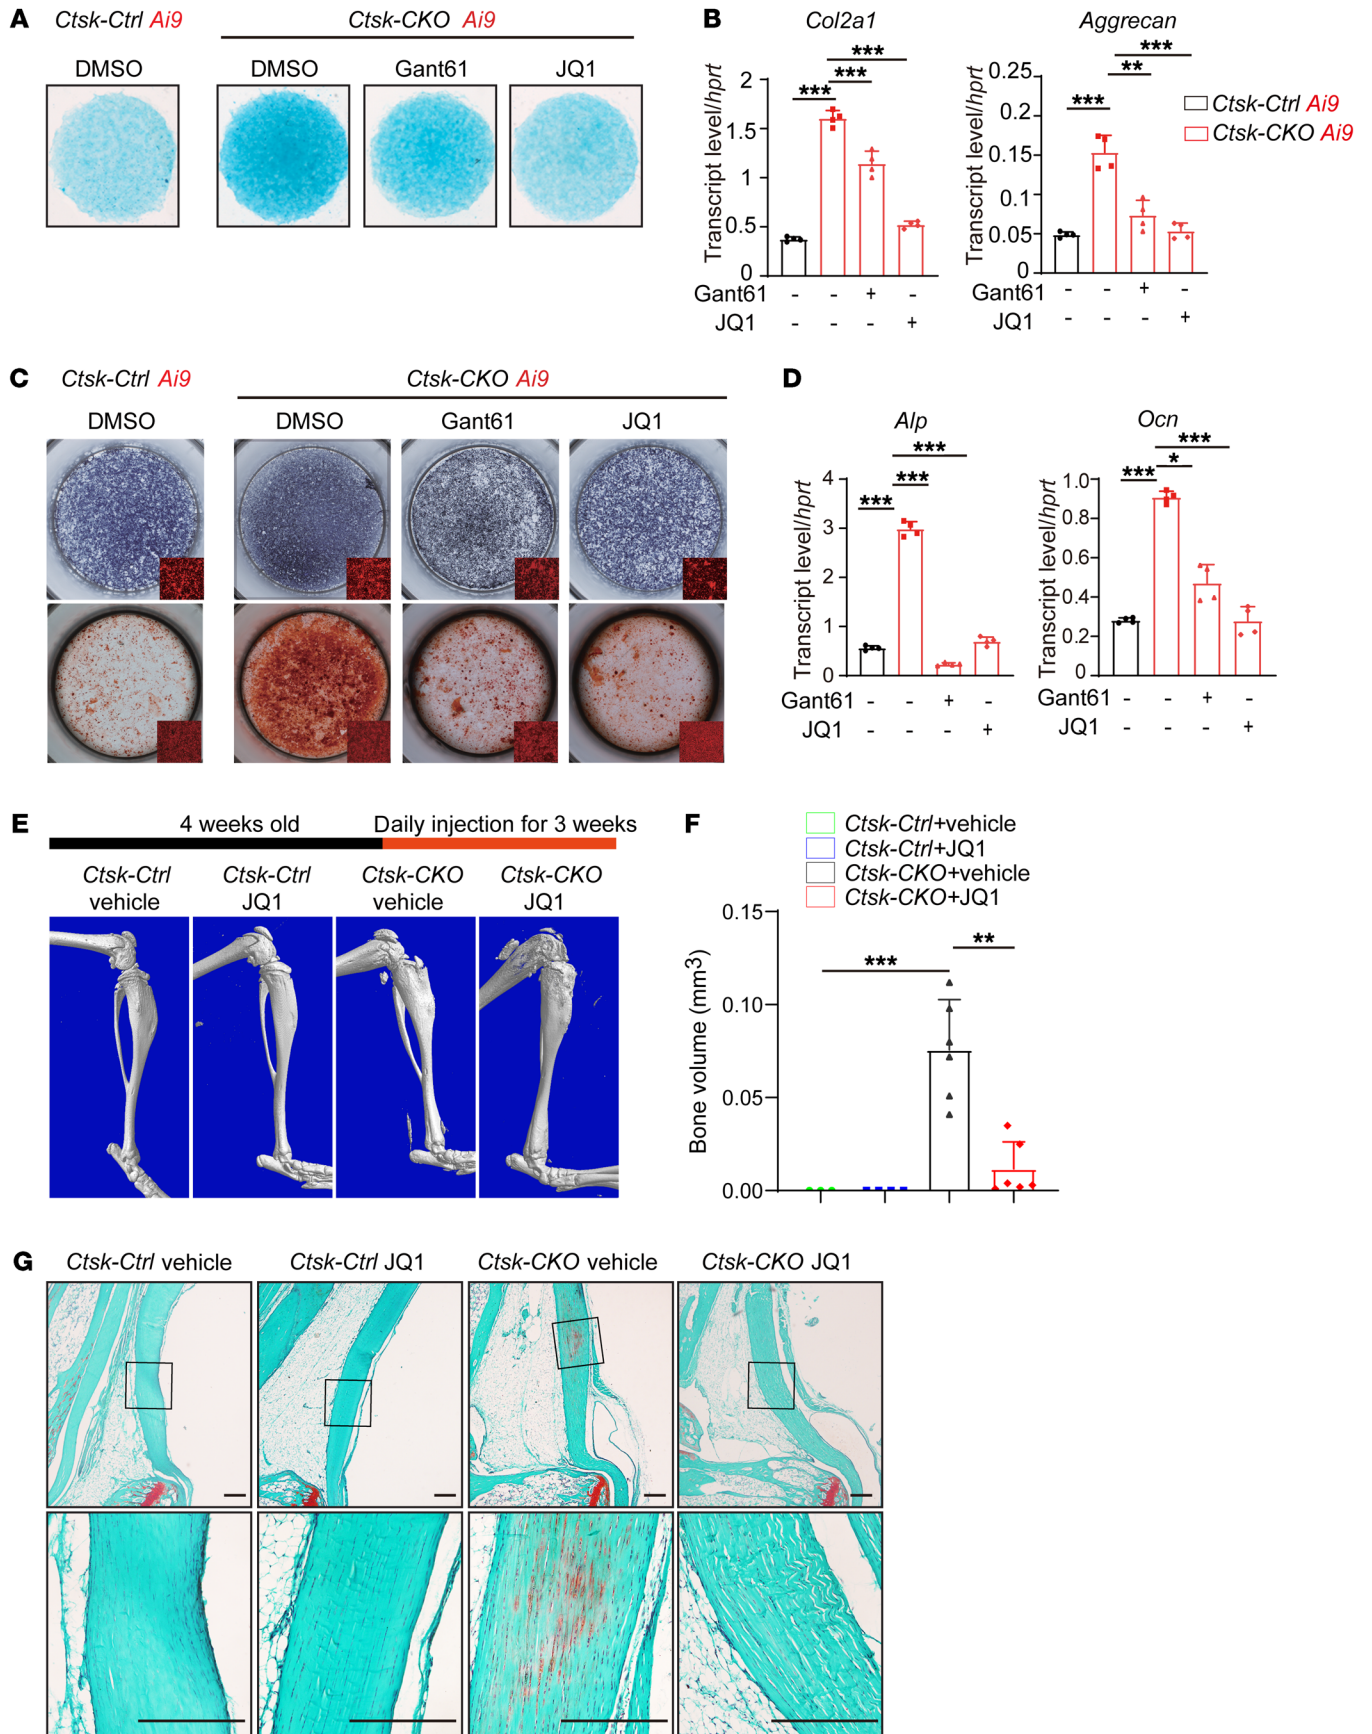 A
Ctsk-Ctrl Ai9
Ctsk-CKO Ai9
DMSO
DMSO
Gant61
JQ1
B
Col2a1
Aggrecan
***
***
***
***
**
***
Transcript level/hprt
2
1.5
1
0.5
0
Transcript level/hprt
0.25
0.2
0.15
0.1
0.05
0
Ctsk-Ctrl Ai9
Ctsk-CKO Ai9
Gant61 - - + -
JQ1 - - - +
Gant61 - - + -
JQ1 - - - +
C
Ctsk-Ctrl Ai9
Ctsk-CKO Ai9
DMSO
DMSO
Gant61
JQ1
D
Alp
Ocn
***
***
***
***
*
***
Transcript level/hprt
4
3
2
1
0
Transcript level/hprt
1.0
0.8
0.6
0.4
0.2
0
Gant61 - - + -
JQ1 - - - +
Gant61 - - + -
JQ1 - - - +
E
4 weeks old
Daily injection for 3 weeks
Ctsk-Ctrl
vehicle
Ctsk-Ctrl
JQ1
Ctsk-CKO
vehicle
Ctsk-CKO
JQ1
F
Ctsk-Ctrl+vehicle
Ctsk-Ctrl+JQ1
Ctsk-CKO+vehicle
Ctsk-CKO+JQ1
Bone volume (mm³)
0.15
0.10
0.05
0.00
***
**
G
Ctsk-Ctrl vehicle
Ctsk-Ctrl JQ1
Ctsk-CKO vehicle
Ctsk-CKO JQ1